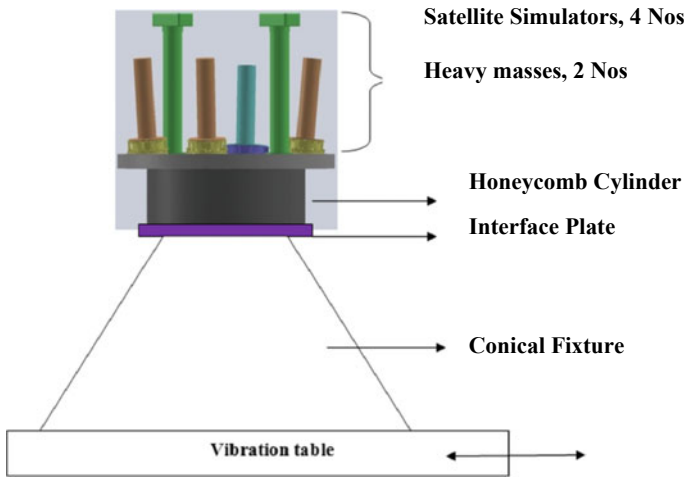 Satellite Simulators, 4 Nos
Heavy masses, 2 Nos
Honeycomb Cylinder
Interface Plate
Conical Fixture
Vibration table